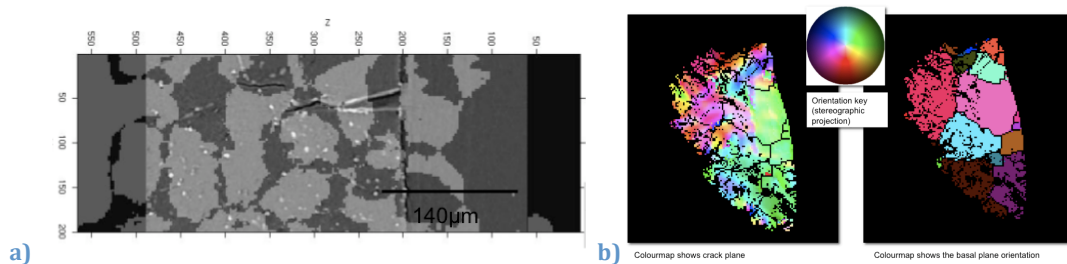 Z
550 500 450 400 350 300 250 200 150 100 50
50
100
150
200
140µm
a)
b)
Orientation key
(stereographic
projection)
Colourmap shows crack plane
Colourmap shows the basal plane orientation